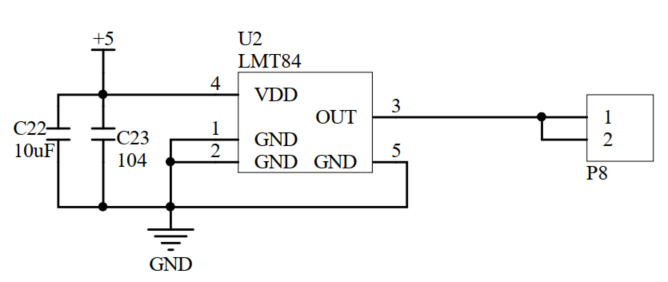 +5
U2
LMT84
4
VDD
3
OUT
1
C22
C23
1
GND
2
10uF
104
2
GND
GND
5
P8
GND